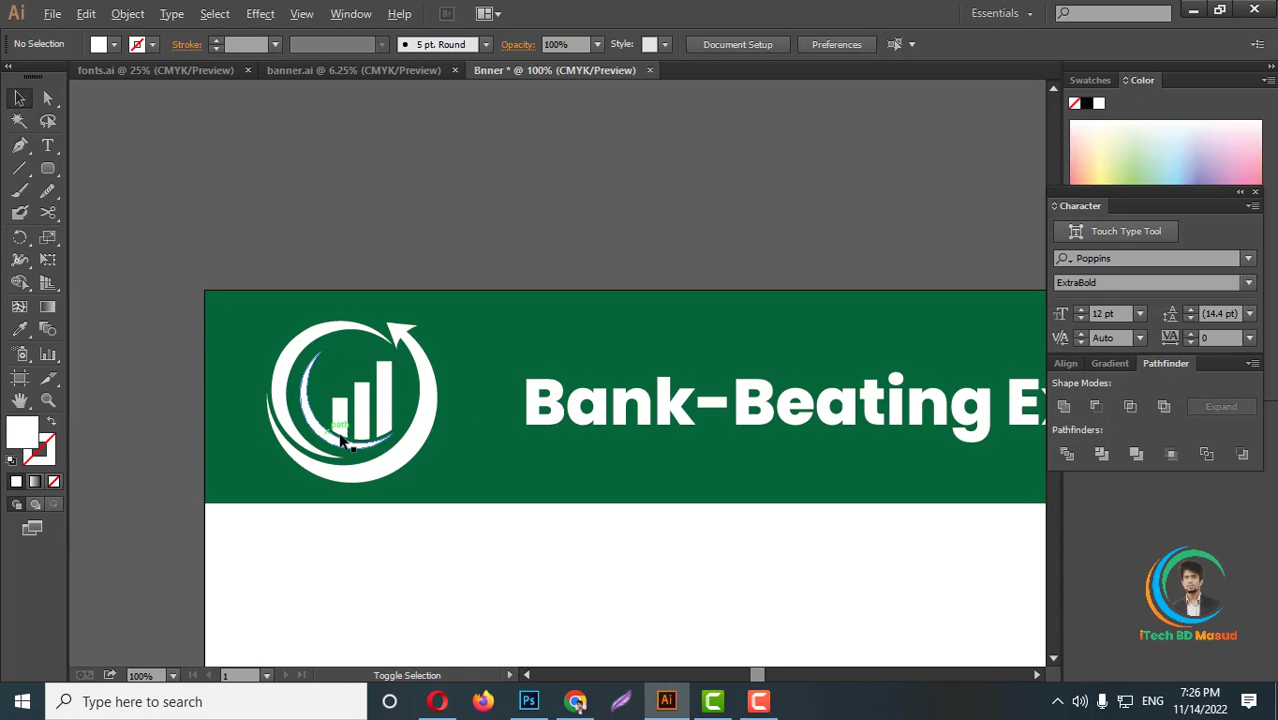 Ai File Edit Object Type Select Effect View Window Help Br Essentials
No Selection Stroke: 5 pt. Round Opacity: 100% Style: Document Setup Preferences
fonts.ai @ 25% (CMYK/Preview) × banner.ai @ 6.25% (CMYK/Preview) × Bnner * @ 100% (CMYK/Preview) ×
Swatches Color
Character
Touch Type Tool
Poppins
ExtraBold
12 pt (14.4 pt)
Auto 0
Align Gradient Pathfinder
Shape Modes:
Expand
Pathfinders:
Bank-Beating Ex
path
iTech BD Masud
100% 1 Toggle Selection
Type here to search Ps Ai ENG 7:26 PM
11/14/2022